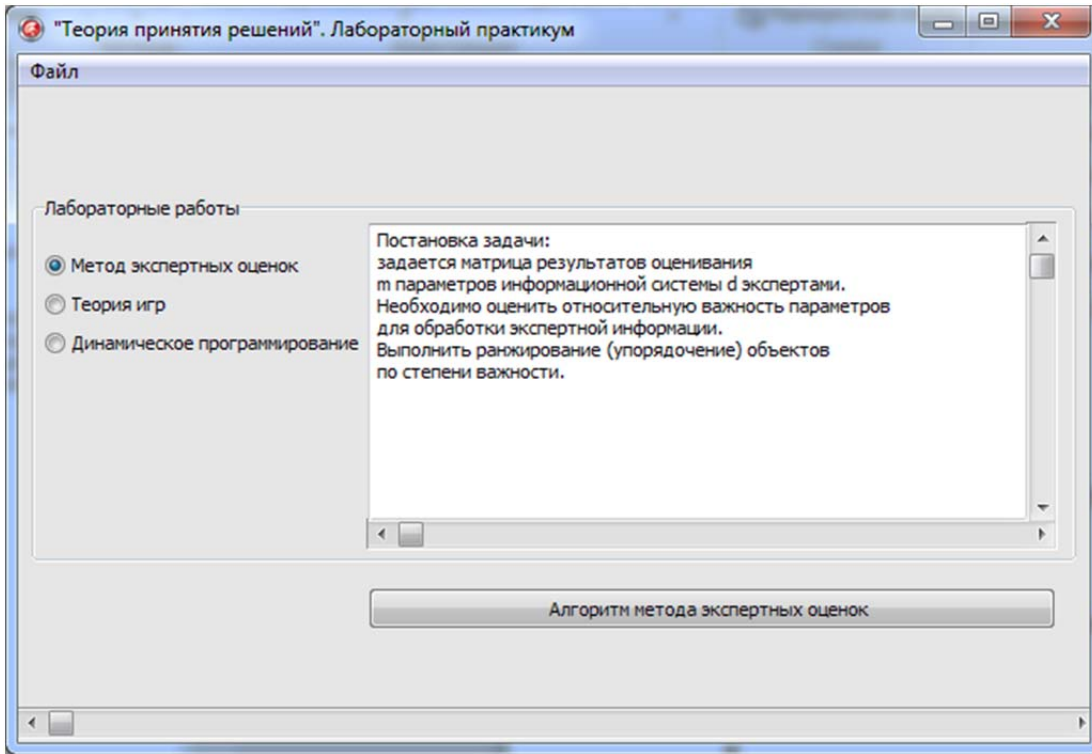 "Теория принятия решений". Лабораторный практикум
Файл
Лабораторные работы
Метод экспертных оценок
Теория игр
Динамическое программирование
Постановка задачи:
задается матрица результатов оценивания
m параметров информационной системы d экспертами.
Необходимо оценить относительную важность параметров
для обработки экспертной информации.
Выполнить ранжирование (упорядочение) объектов
по степени важности.
Алгоритм метода экспертных оценок